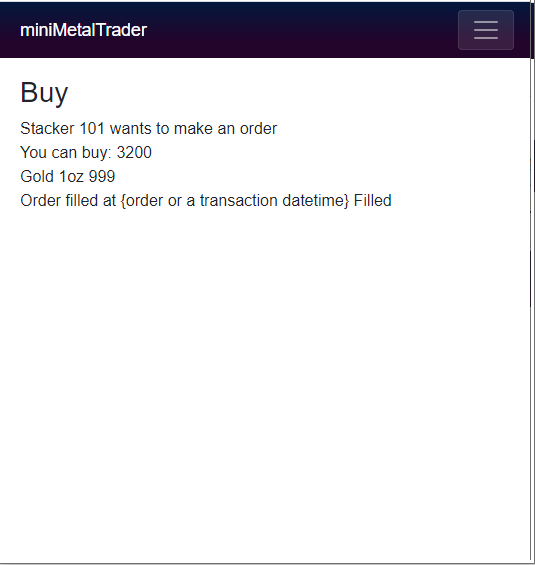 miniMetalTrader
Buy
Stacker 101 wants to make an order
You can buy: 3200
Gold 1oz 999
Order filled at {order or a transaction datetime} Filled